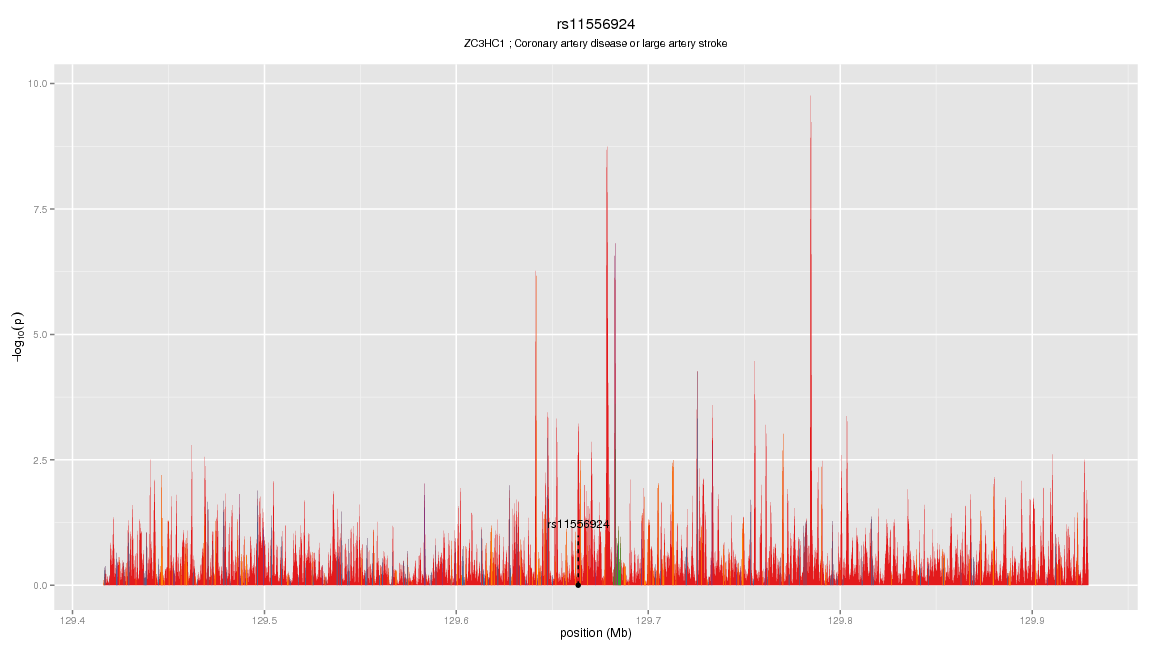 rs11556924
ZC3HC1 ; Coronary artery disease or large artery stroke
10.0
7.5
5.0
2.5
0.0
−log10(p)
rs11556924
129.4 129.5 129.6 129.7 129.8 129.9
position (Mb)